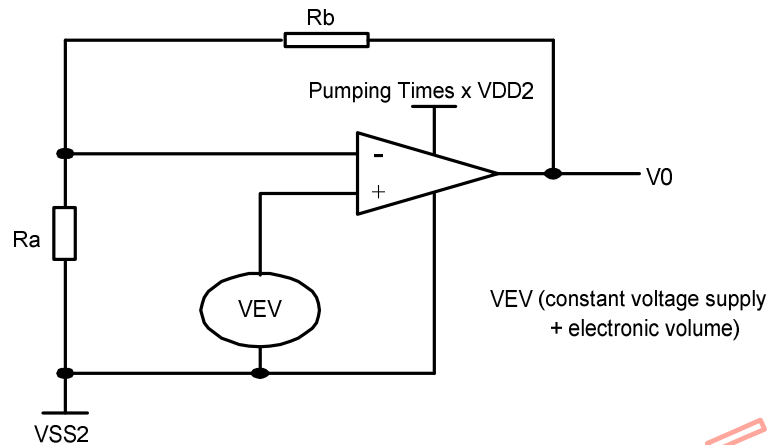 Rb
Pumping Times x VDD2
-
+
V0
Ra
VEV
VEV (constant voltage supply
+ electronic volume)
VSS2